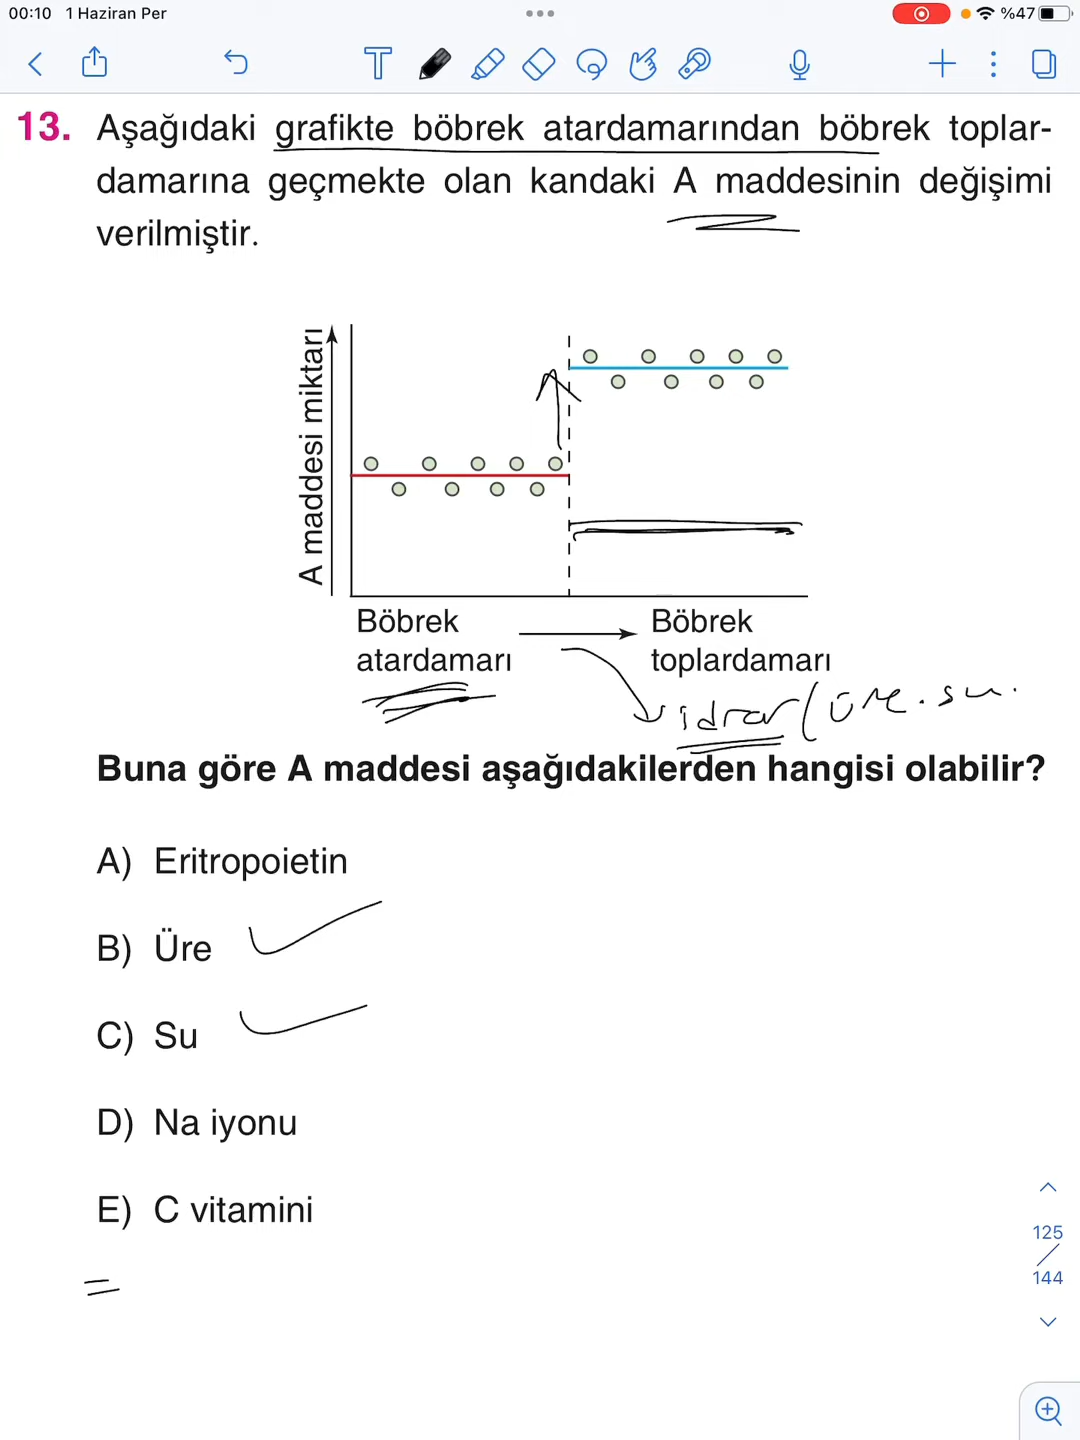 00:10 1 Haziran Per
%47
T
13. Aşağıdaki grafikte böbrek atardamarından böbrek toplar-
damarına geçmekte olan kandaki A maddesinin değişimi
verilmiştir.
A maddesi miktarı
Böbrek
atardamarı
Böbrek
toplardamarı
idrar (üre. su.
Buna göre A maddesi aşağıdakilerden hangisi olabilir?
A) Eritropoietin
B) Üre
C) Su
D) Na iyonu
E) C vitamini
125
144